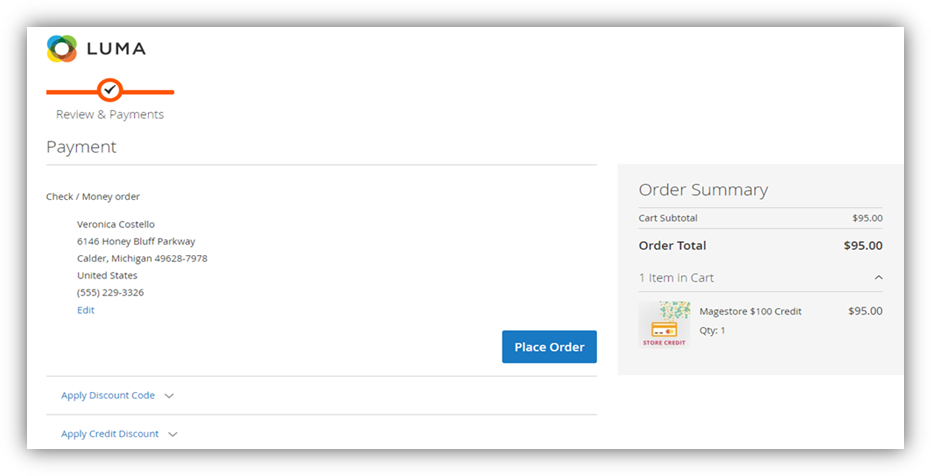 LUMA
Review & Payments
Payment
Check / Money order
Veronica Costello
6146 Honey Bluff Parkway
Calder, Michigan 49628-7978
United States
(555) 229-3326
Edit
Place Order
Apply Discount Code
Apply Credit Discount
Order Summary
Cart Subtotal $95.00
Order Total $95.00
1 Item in Cart
Magestore $100 Credit $95.00
Qty: 1
STORE CREDIT